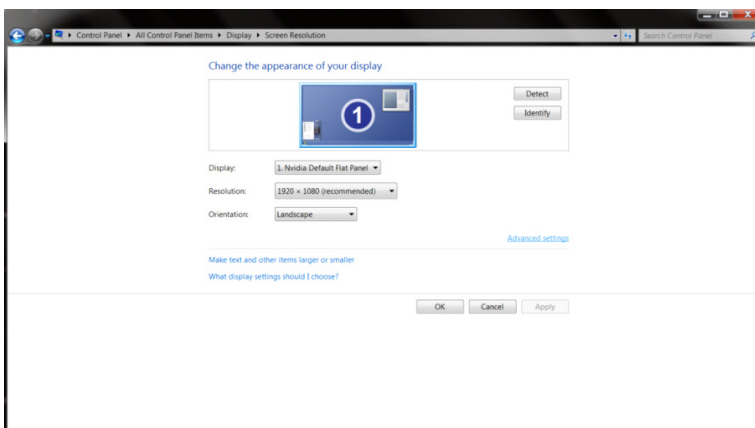 Control Panel ▸ All Control Panel Items ▸ Display ▸ Screen Resolution
Search Control Panel
Change the appearance of your display
1
Detect
Identify
Display: 1. Nvidia Default Flat Panel
Resolution: 1920 × 1080 (recommended)
Orientation: Landscape
Advanced settings
Make text and other items larger or smaller
What display settings should I choose?
OK Cancel Apply